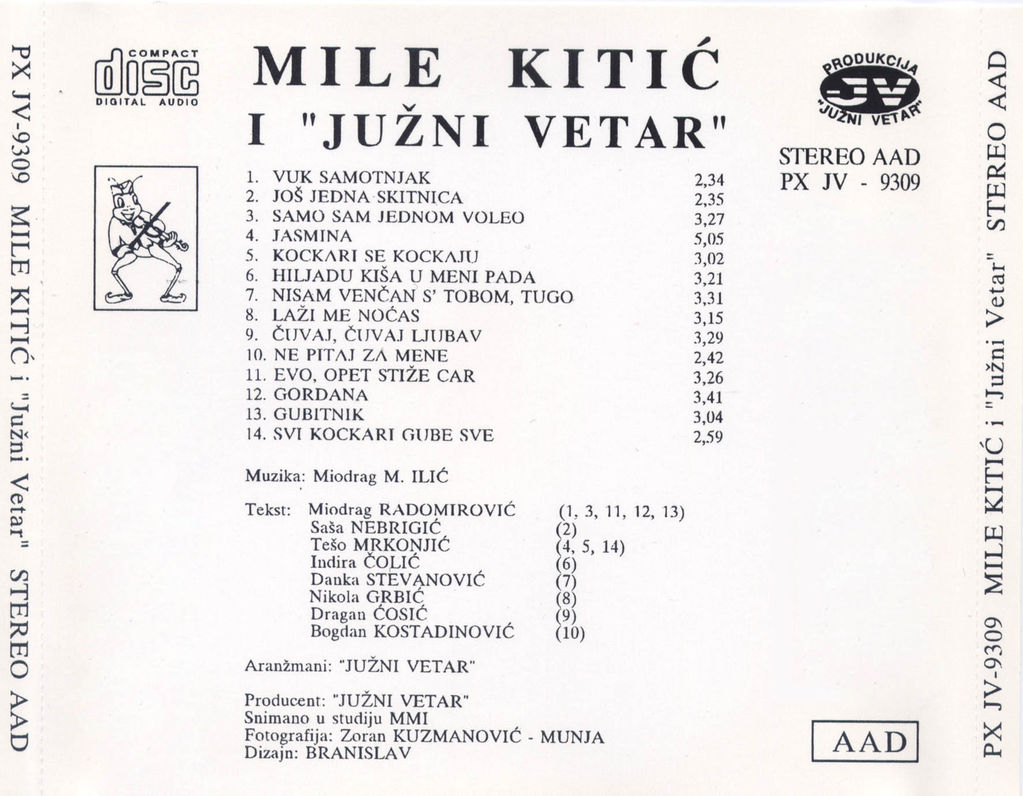 PX JV-9309 MILE KITIĆ i "Južni Vetar" STEREO AAD
COMPACT
disc
DIGITAL AUDIO
MILE KITIĆ
I "JUŽNI VETAR"
PRODUKCIJA
JV
"JUŽNI VETAR"
STEREO AAD
PX JV - 9309
1. VUK SAMOTNJAK 2,34
2. JOŠ JEDNA SKITNICA 2,35
3. SAMO SAM JEDNOM VOLEO 3,27
4. JASMINA 5,05
5. KOCKARI SE KOCKAJU 3,02
6. HILJADU KIŠA U MENI PADA 3,21
7. NISAM VENČAN S' TOBOM, TUGO 3,31
8. LAŽI ME NOĆAS 3,15
9. ČUVAJ, ČUVAJ LJUBAV 3,29
10. NE PITAJ ZA MENE 2,42
11. EVO, OPET STIŽE CAR 3,26
12. GORDANA 3,41
13. GUBITNIK 3,04
14. SVI KOCKARI GUBE SVE 2,59
Muzika: Miodrag M. ILIĆ
Tekst: Miodrag RADOMIROVIĆ (1, 3, 11, 12, 13)
Saša NEBRIGIĆ (2)
Tešo MRKONJIĆ (4, 5, 14)
Indira ČOLIĆ (6)
Danka STEVANOVIĆ (7)
Nikola GRBIĆ (8)
Dragan ĆOSIĆ (9)
Bogdan KOSTADINOVIĆ (10)
Aranžmani: "JUŽNI VETAR"
Producent: "JUŽNI VETAR"
Snimano u studiju MMI
Fotografija: Zoran KUZMANOVIĆ - MUNJA
Dizajn: BRANISLAV
AAD
PX JV-9309 MILE KITIĆ i "Južni Vetar" STEREO AAD